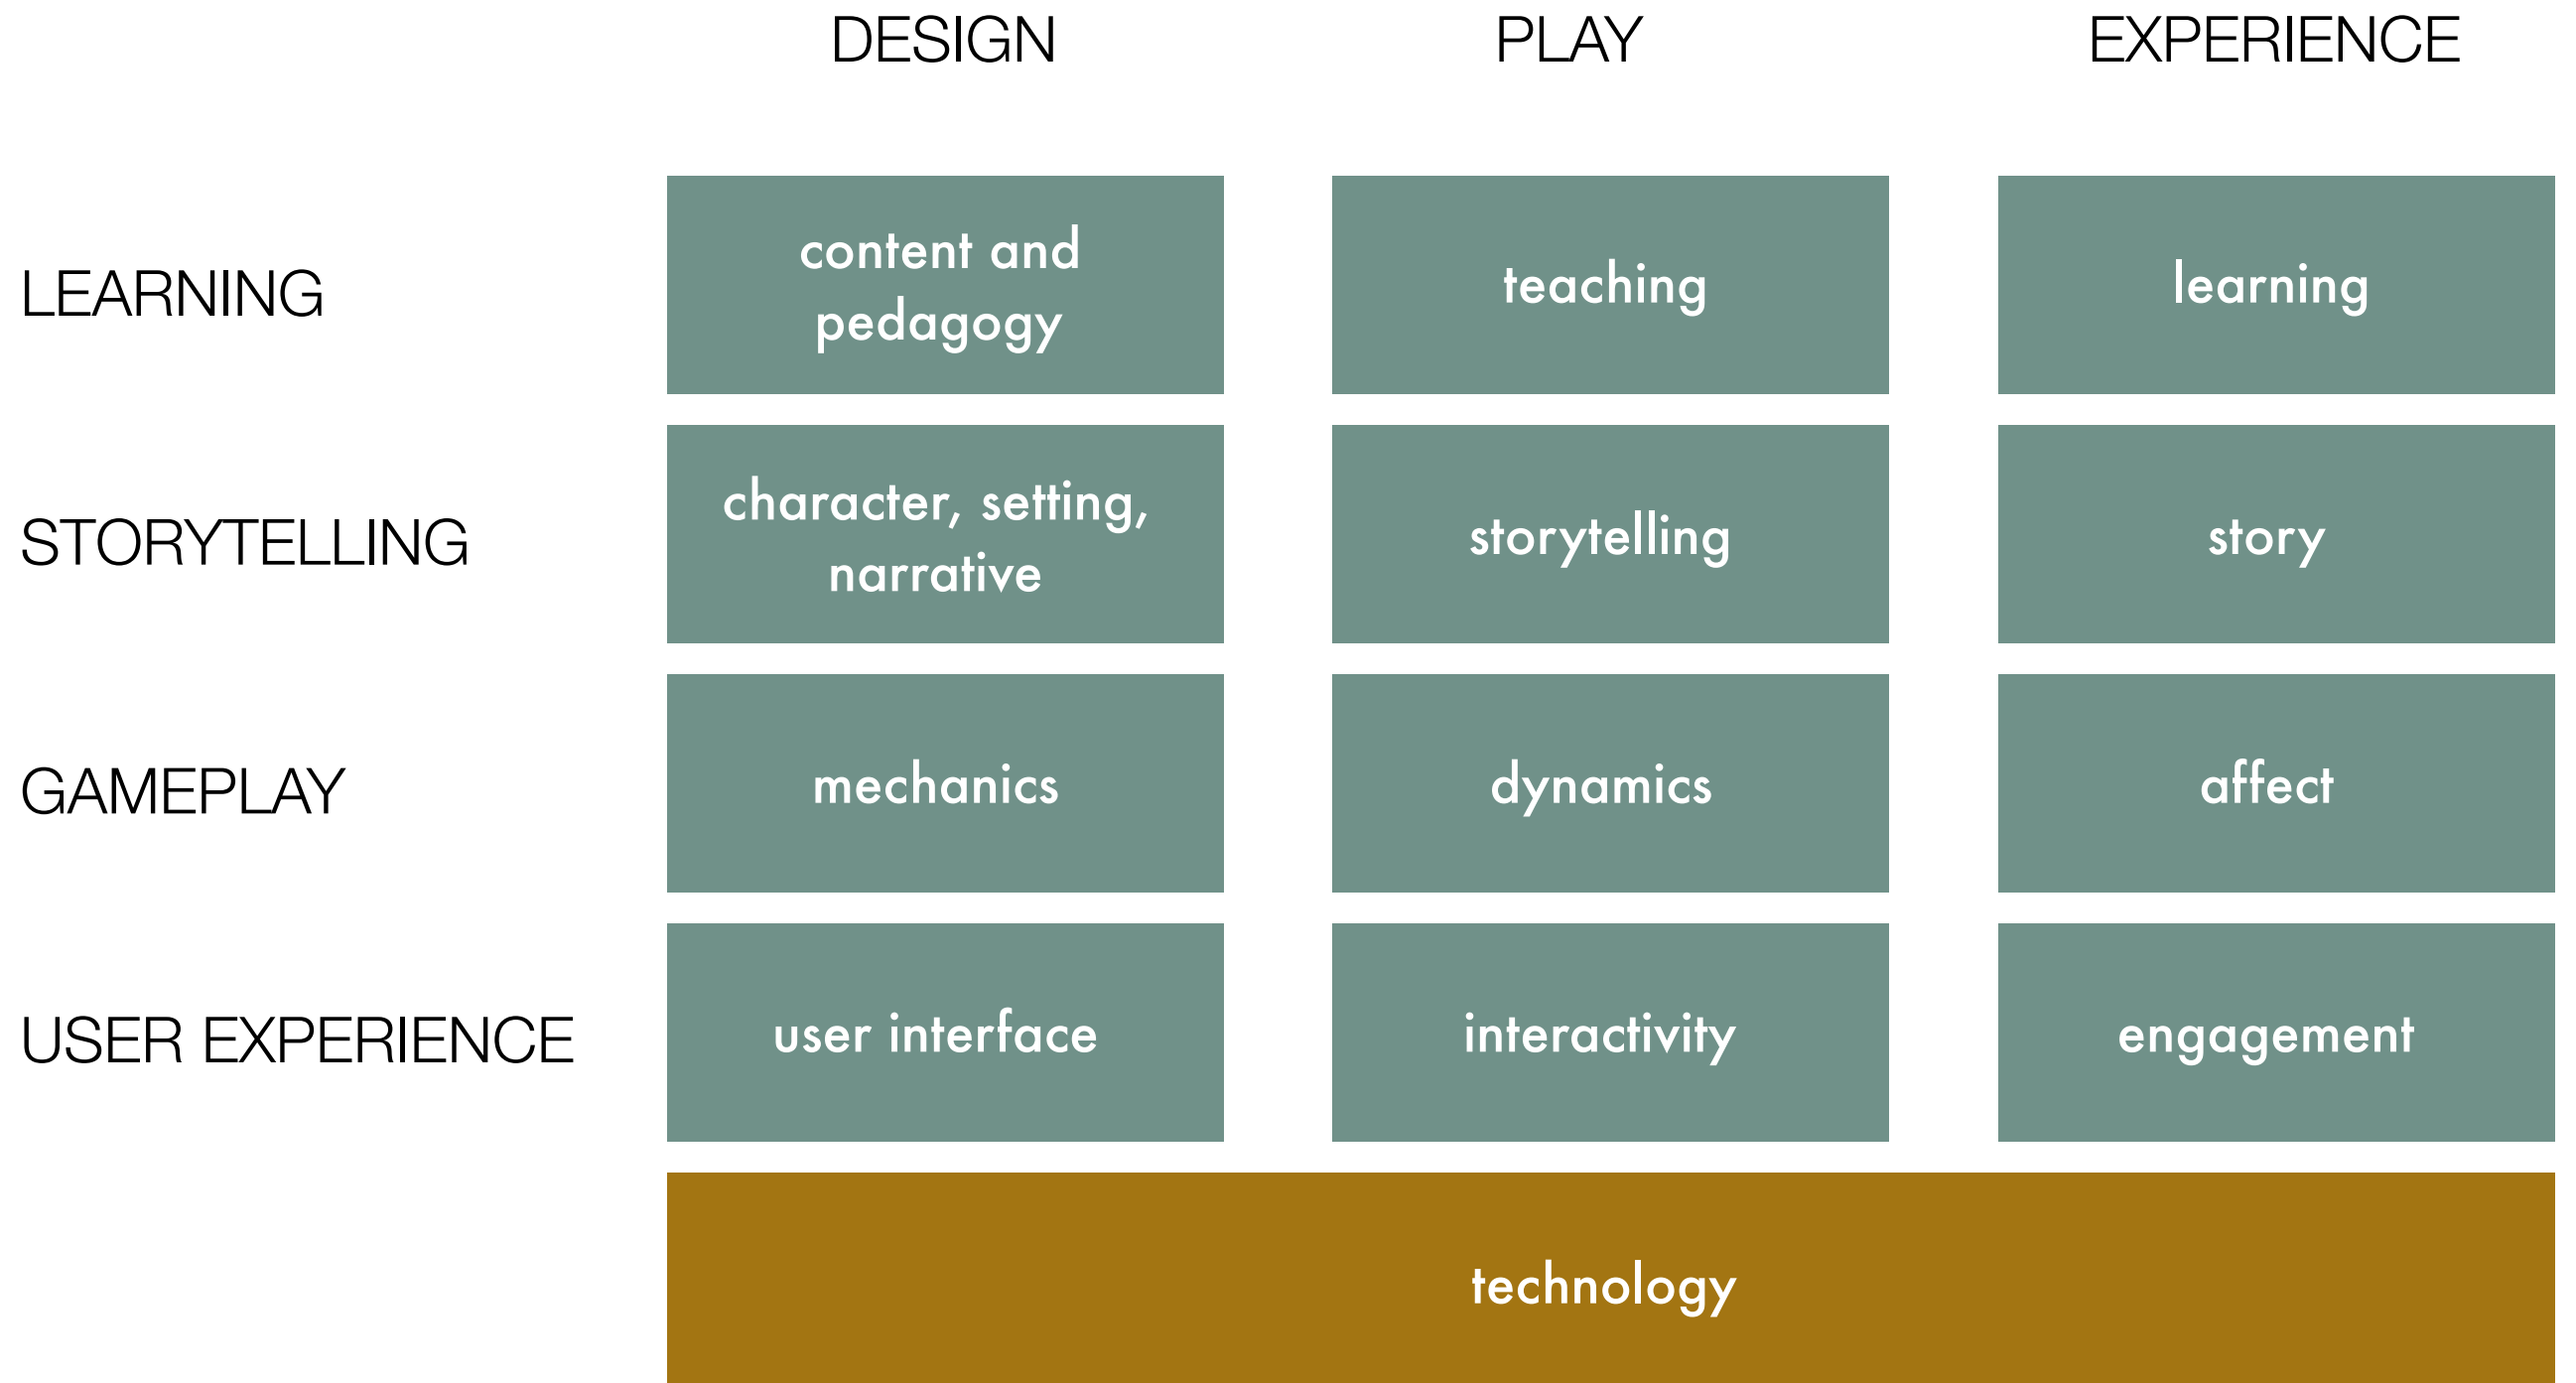 DESIGN PLAY EXPERIENCE
LEARNING
content and
pedagogy
teaching
learning
STORYTELLING
character, setting,
narrative
storytelling
story
GAMEPLAY
mechanics
dynamics
affect
USER EXPERIENCE
user interface
interactivity
engagement
technology